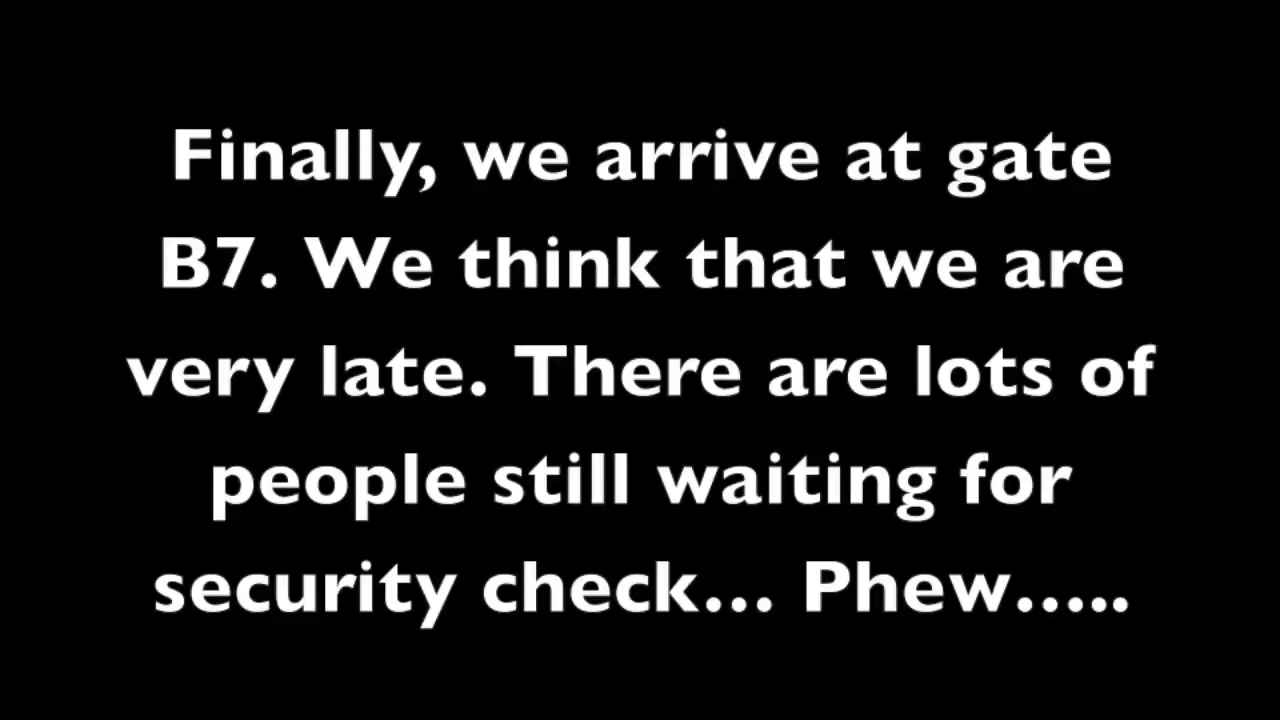 Finally, we arrive at gate
B7. We think that we are
very late. There are lots of
people still waiting for
security check... Phew.....